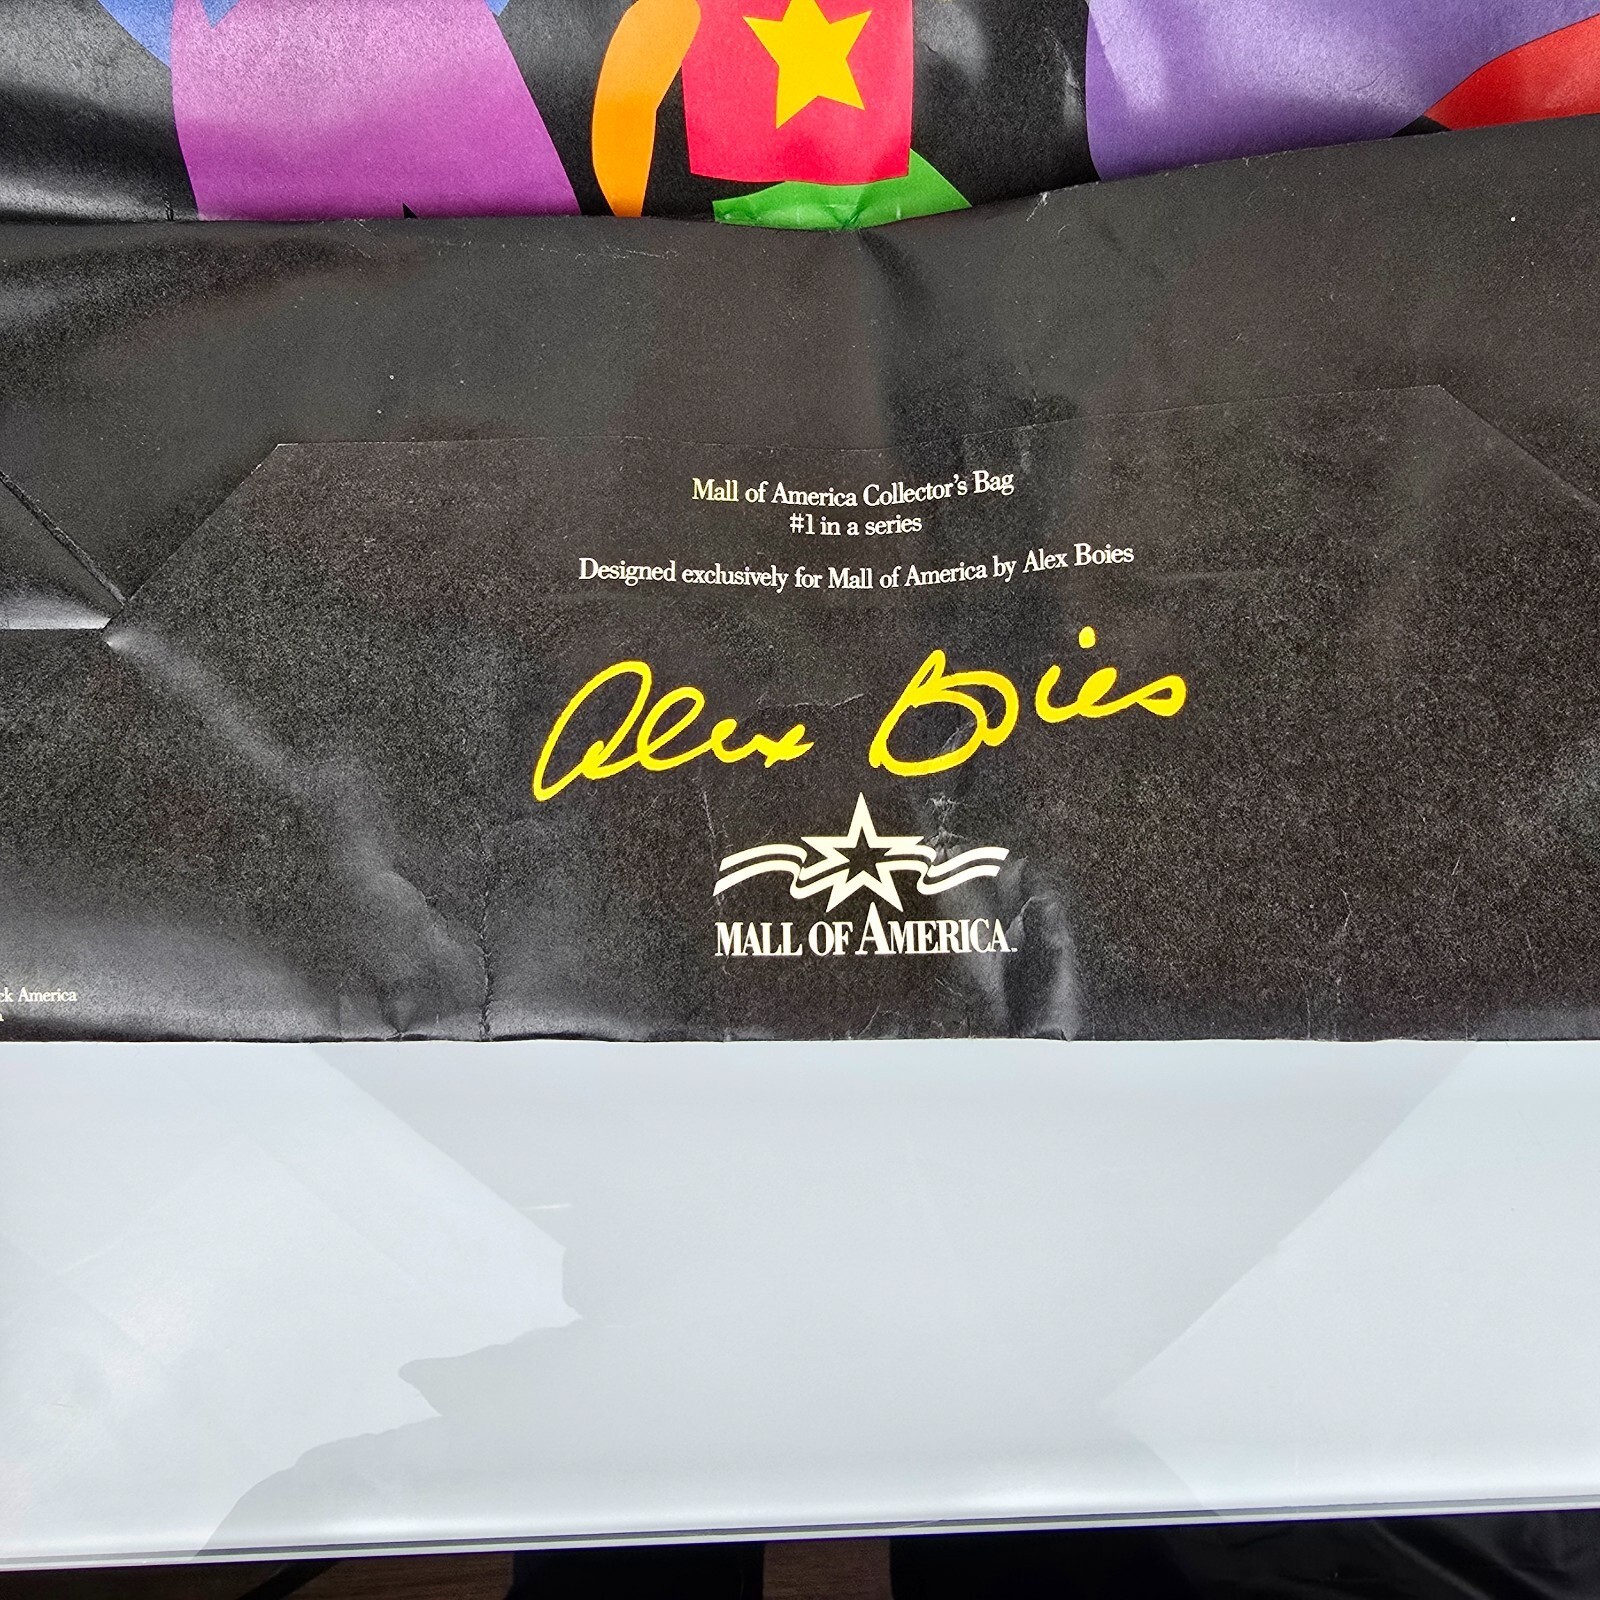 Mall of America Collector's Bag
#1 in a series
Designed exclusively for Mall of America by Alex Boies
Alex Boies
MALL OF AMERICA™
America